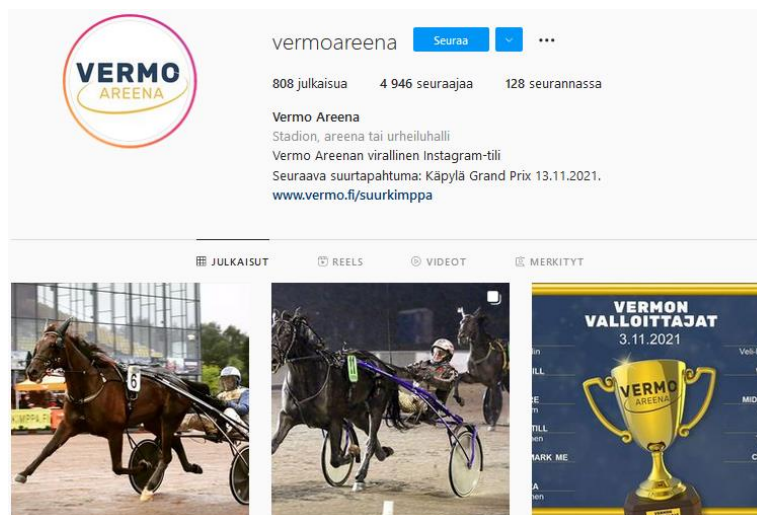 VERMO
AREENA
vermoareena Seuraa
808 julkaisua 4 946 seuraajaa 128 seurannassa
Vermo Areena
Stadion, areena tai urheiluhalli
Vermo Areenan virallinen Instagram-tili
Seuraava suurtapahtuma: Käpylä Grand Prix 13.11.2021.
www.vermo.fi/suurkimppa
JULKAISUT REELS VIDEOT MERKITYT
6
VERMON
VALLOITTAJAT
3.11.2021
VERMO
AREENA
MARK ME